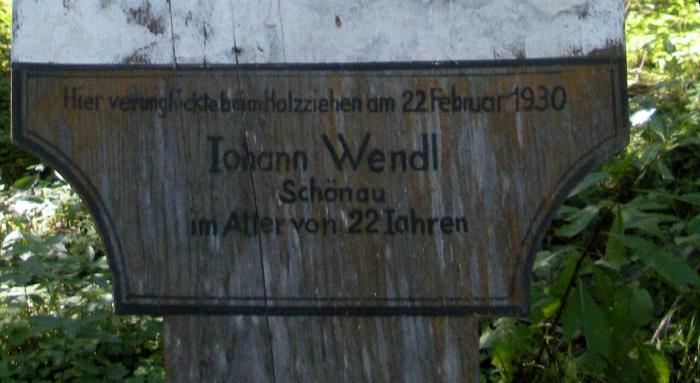 Hier verunglückte beim Holzziehen am 22 Februar 1930
Iohann Wendl
Schönau
im Alter von 22 Iahren